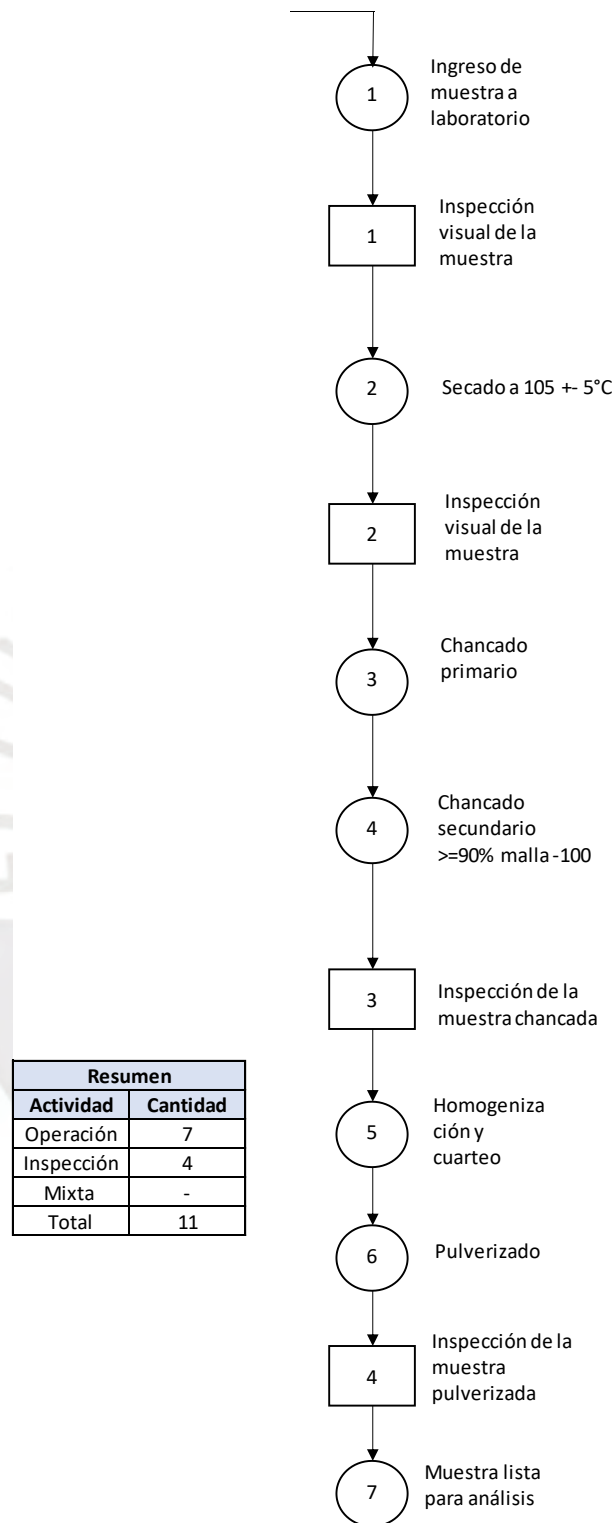 1
Ingreso de
muestra a
laboratorio
1
Inspección
visual de la
muestra
2
Secado a 105 +- 5°C
2
Inspección
visual de la
muestra
3
Chancado
primario
4
Chancado
secundario
>=90% malla -100
3
Inspección de la
muestra chancada
Resumen
Actividad Cantidad
Operación 7
Inspección 4
Mixta -
Total 11
5
Homogeniza
ción y
cuarteo
6
Pulverizado
4
Inspección de la
muestra
pulverizada
7
Muestra lista
para análisis